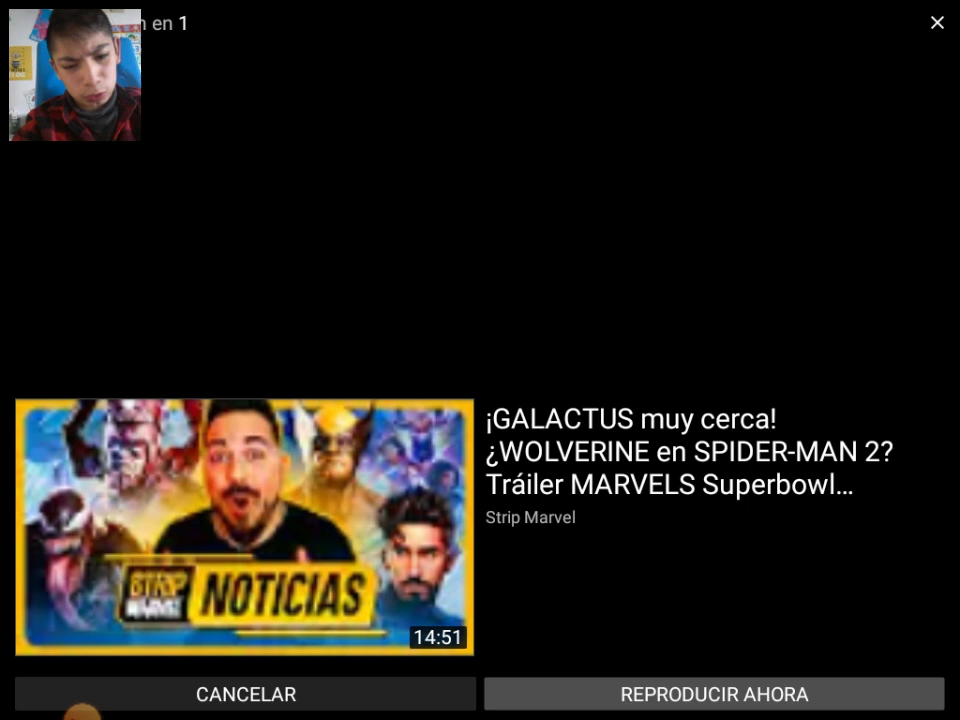 en 1
¡GALACTUS muy cerca!
¿WOLVERINE en SPIDER-MAN 2?
Tráiler MARVELS Superbowl...
Strip Marvel
STRIP
MARVEL
NOTICIAS
14:51
CANCELAR
REPRODUCIR AHORA